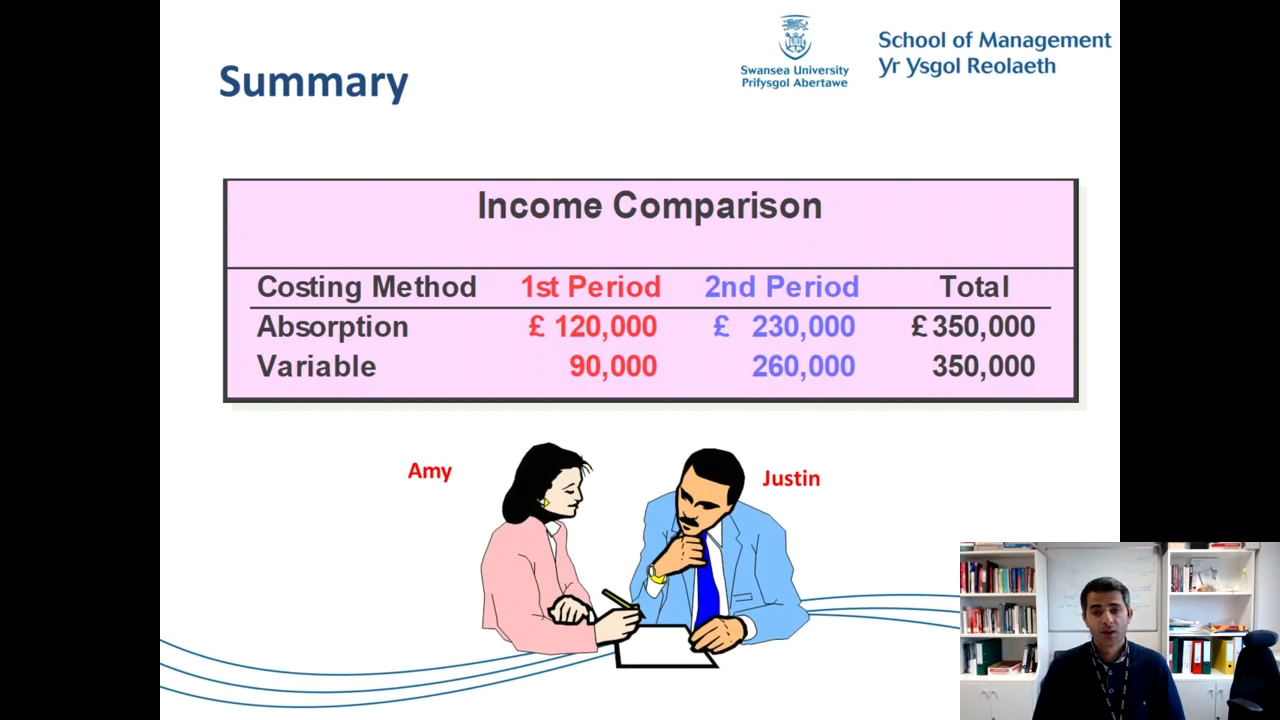 Summary
Swansea University
Prifysgol Abertawe
School of Management
Yr Ysgol Reolaeth
Income Comparison
Costing Method 1st Period 2nd Period Total
Absorption £ 120,000 £ 230,000 £ 350,000
Variable 90,000 260,000 350,000
Amy
Justin